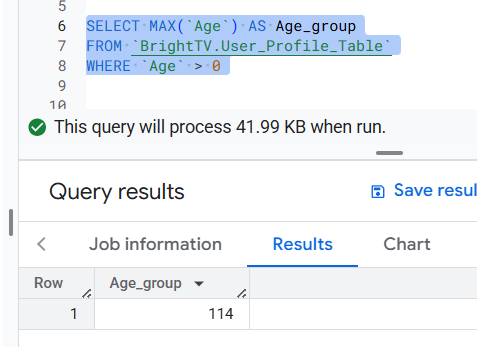 6 SELECT MAX(`Age`) AS Age_group
7 FROM `BrightTV.User_Profile_Table`
8 WHERE `Age` > 0
9
10
This query will process 41.99 KB when run.
Query results Save resul
Job information Results Chart
Row Age_group
1 114